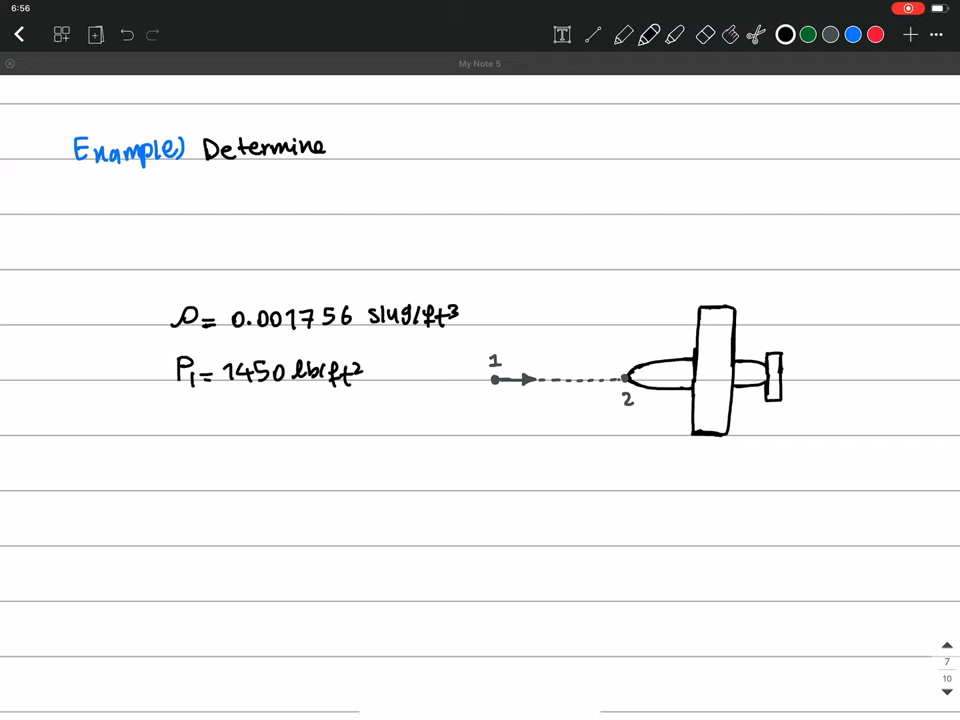 6:56
My Note 5
Example) Determine
ρ = 0.001756 slug/ft³
P₁ = 1450 lb/ft²
1
2
7
10